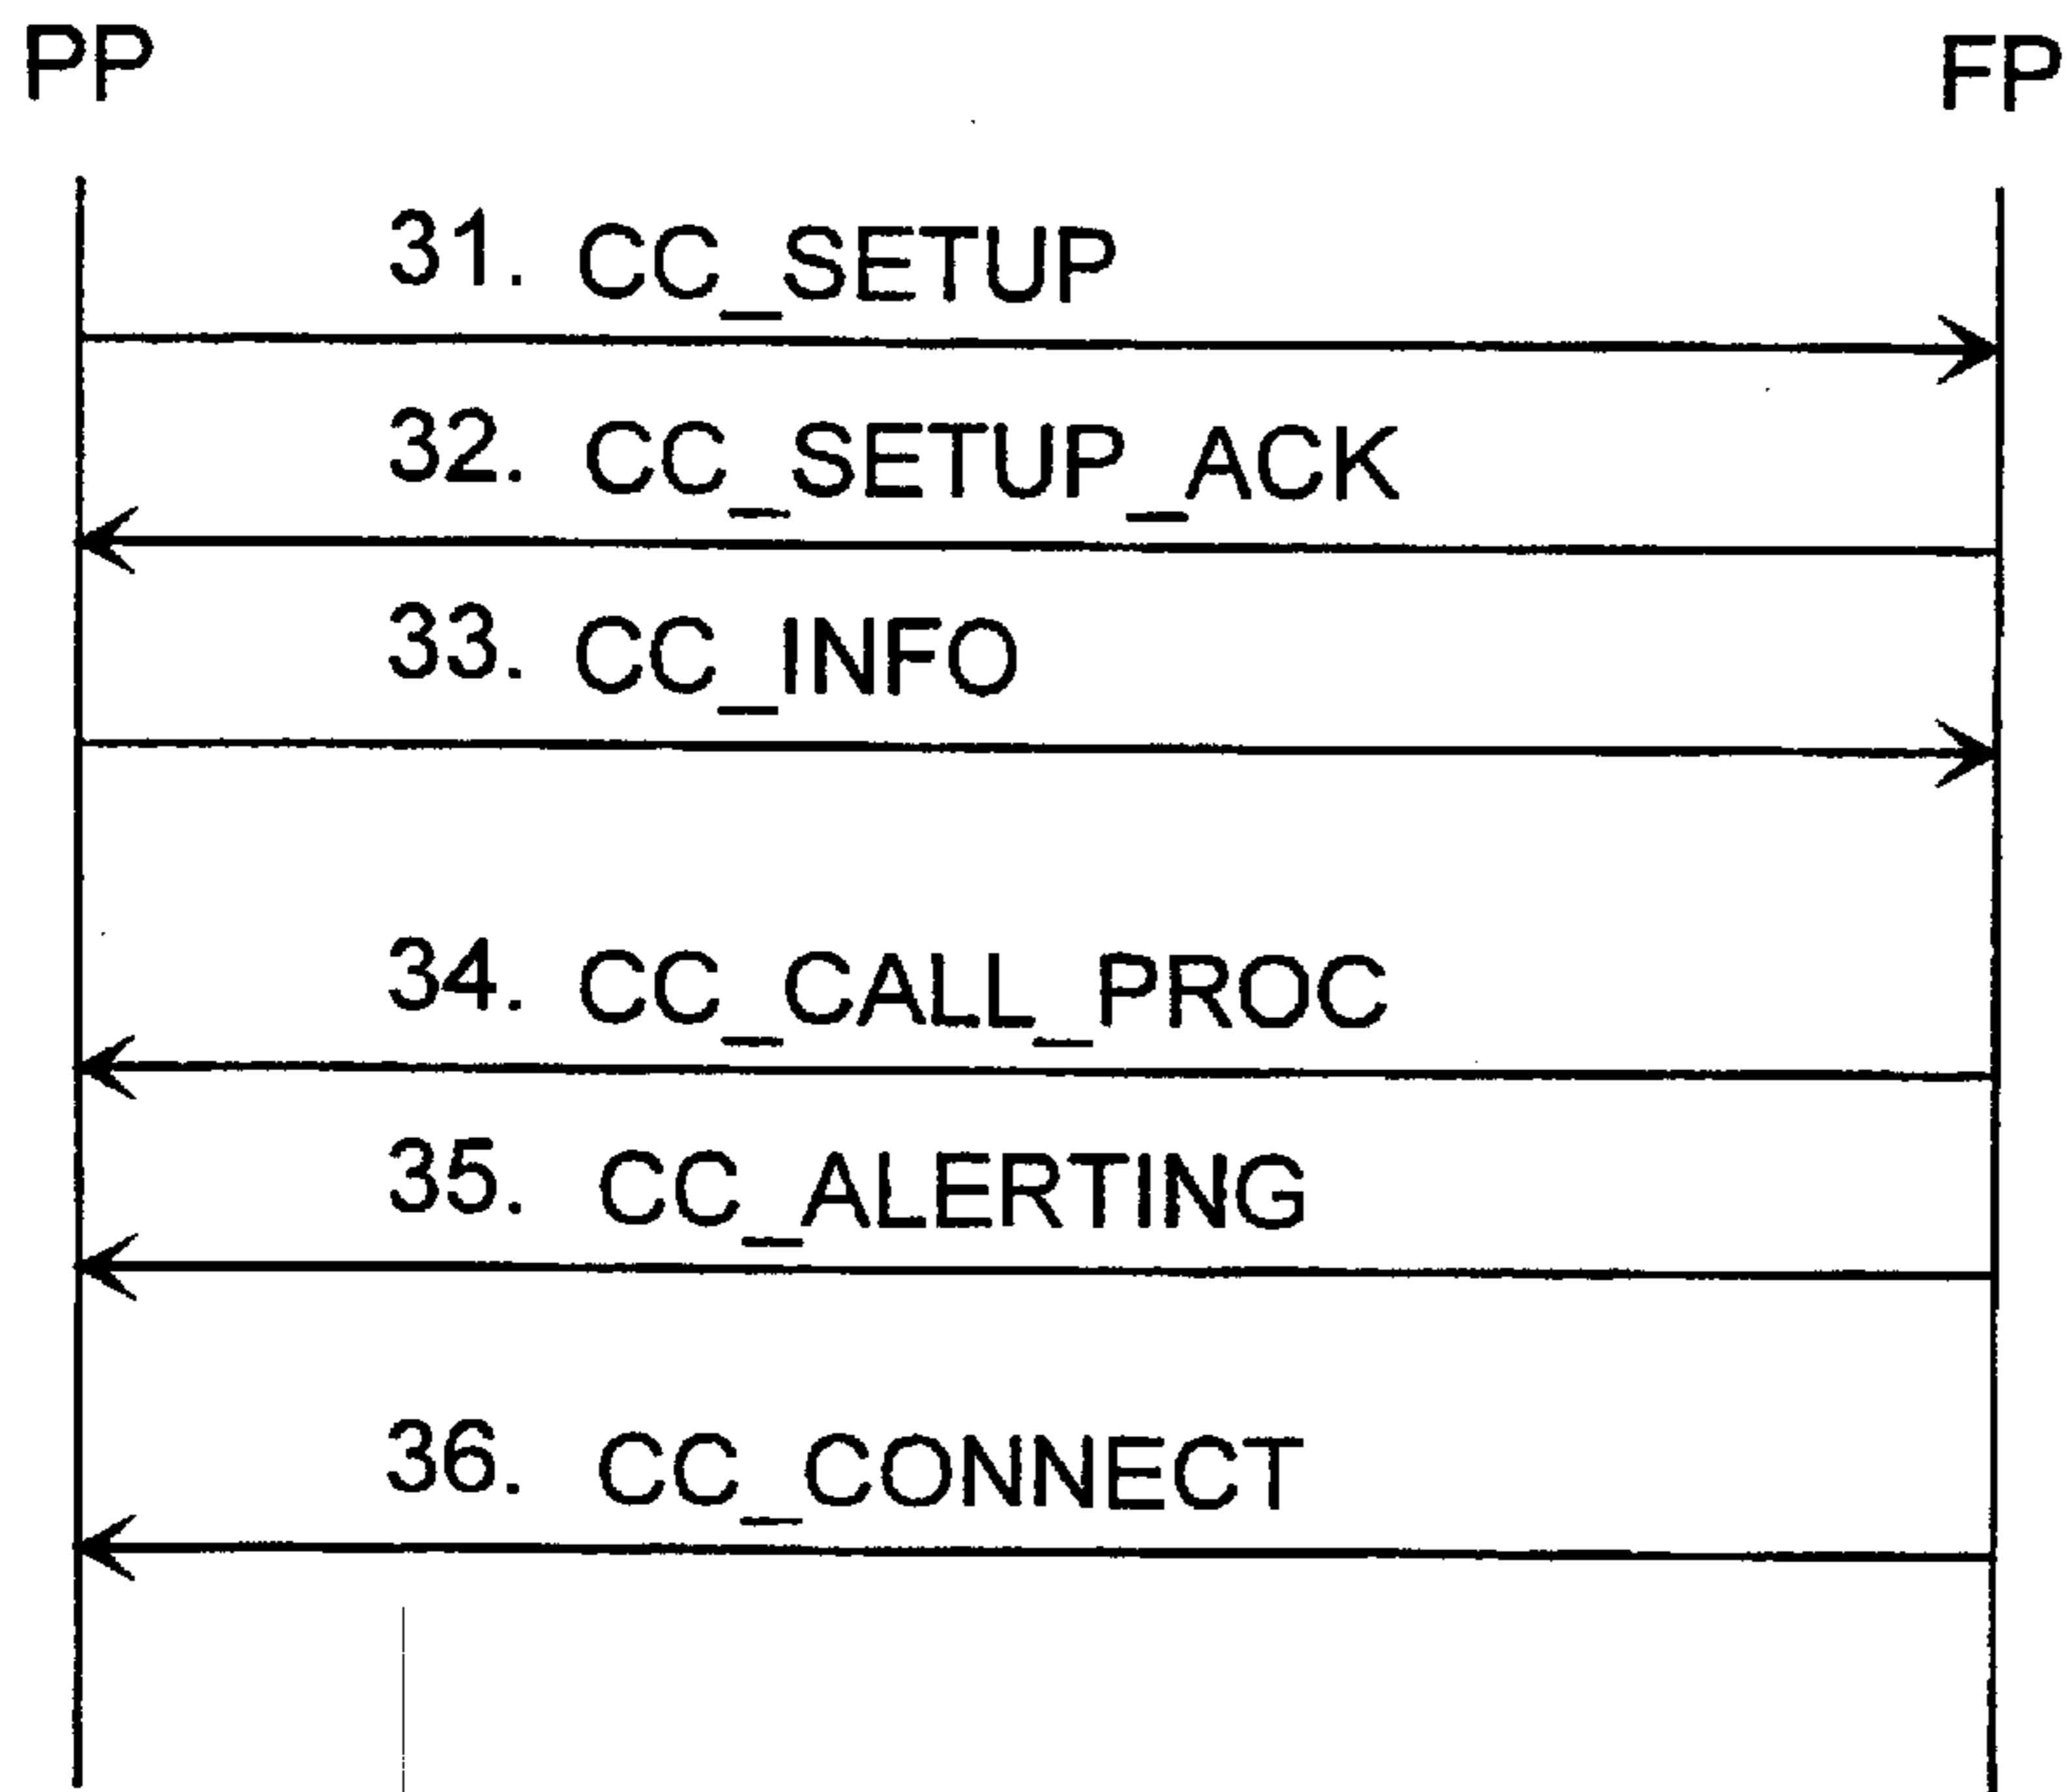 PP FP
31. CC_SETUP
32. CC_SETUP_ACK
33. CC_INFO
34. CC_CALL_PROC
35. CC_ALERTING
36. CC_CONNECT